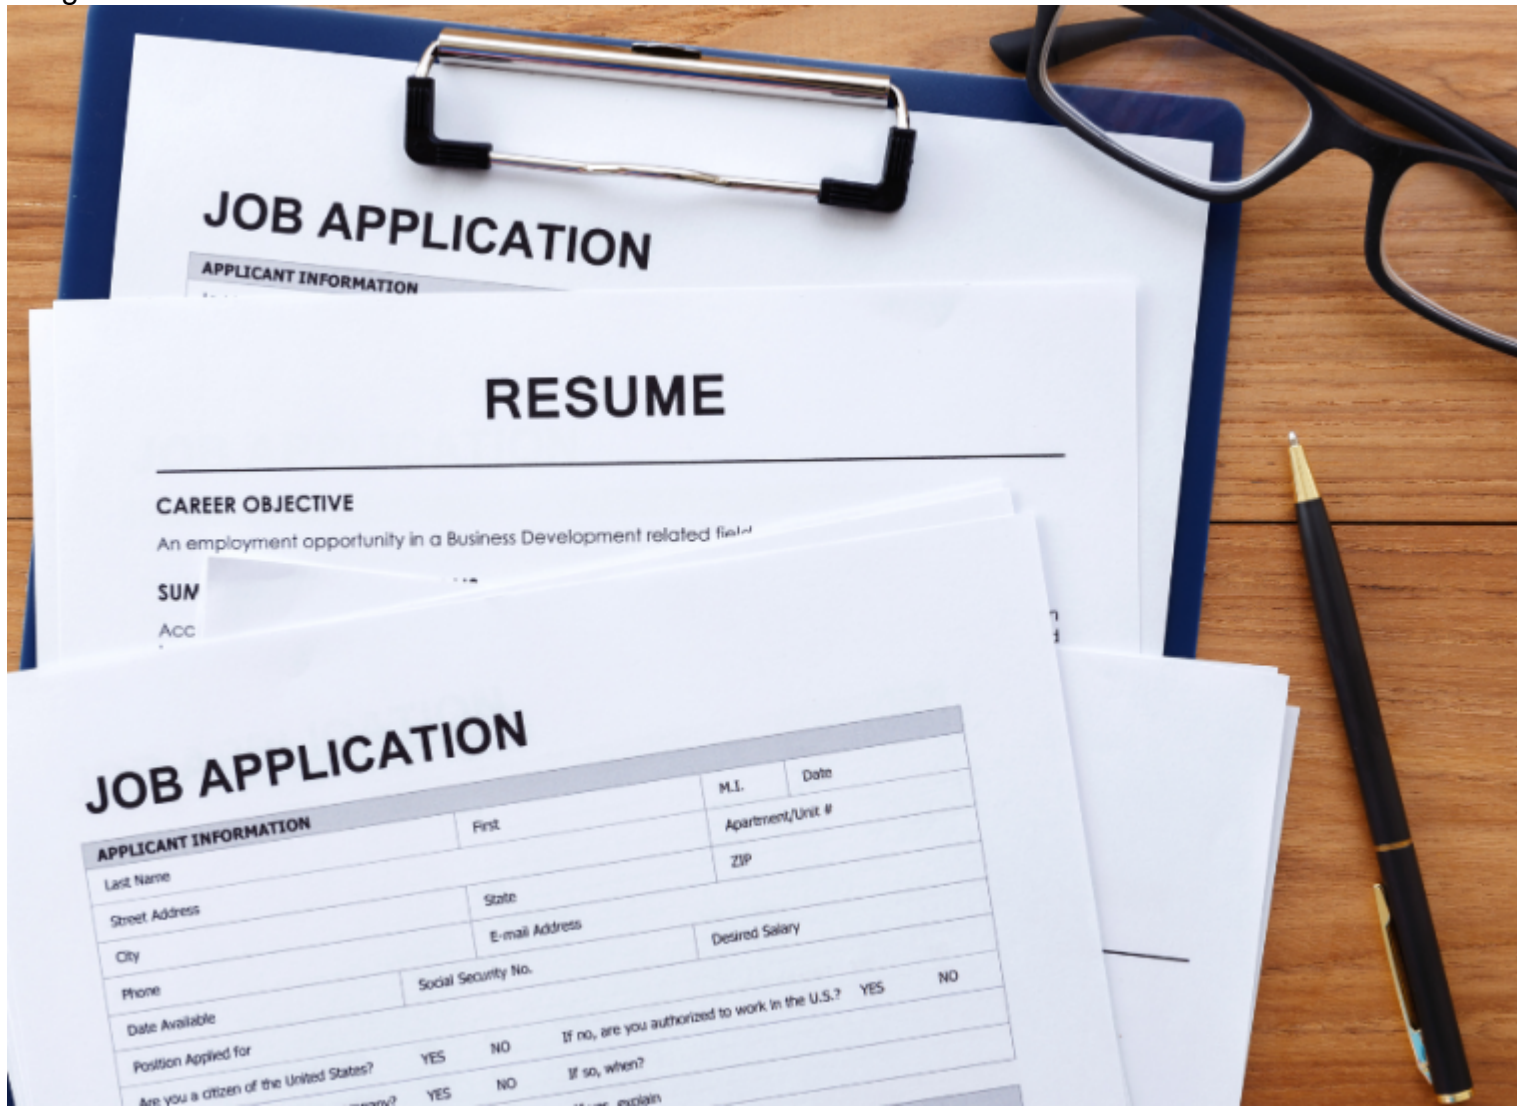 JOB APPLICATION
APPLICANT INFORMATION
RESUME
CAREER OBJECTIVE
An employment opportunity in a Business Development related field
JOB APPLICATION
APPLICANT INFORMATION
Last Name First M.I. Date
Street Address Apartment/Unit #
City State ZIP
Phone E-mail Address
Date Available Social Security No. Desired Salary
Position Applied for
Are you a citizen of the United States? YES NO If no, are you authorized to work in the U.S.? YES NO
YES NO If so, when?
explain